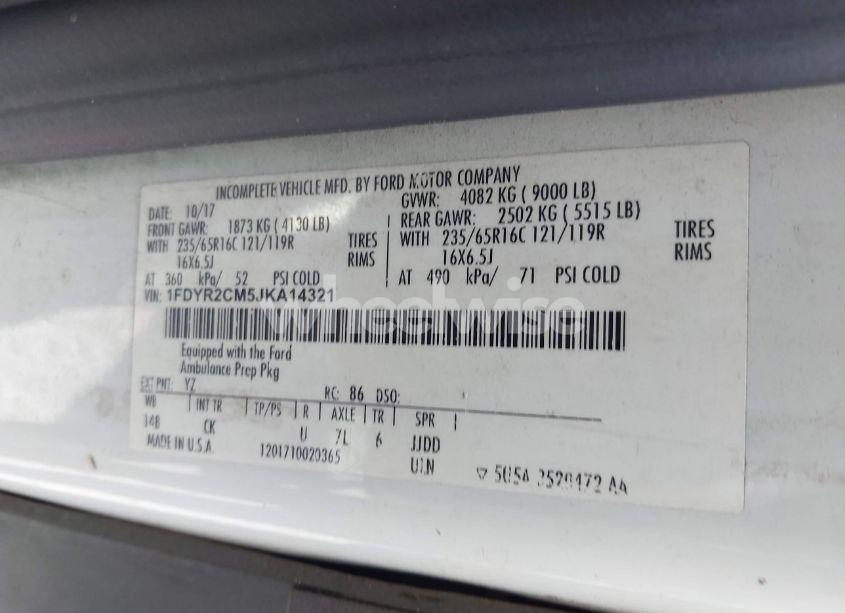 INCOMPLETE VEHICLE MFD. BY FORD MOTOR COMPANY
DATE: 10/17 GVWR: 4082 KG ( 9000 LB)
FRONT GAWR: 1873 KG ( 4130 LB) REAR GAWR: 2502 KG ( 5515 LB)
WITH 235/65R16C 121/119R TIRES WITH 235/65R16C 121/119R TIRES
16X6.5J RIMS 16X6.5J RIMS
AT 360 kPa/ 52 PSI COLD AT 490 kPa/ 71 PSI COLD
VIN: 1FDYR2CM5JKA14321
Wheelwise
Equipped with the Ford
Ambulance Prep Pkg
EXT PNT: YZ RC: 86 DSO:
WB INT TR TP/PS R AXLE TR SPR
148 CK U 7L 6 JJDD
MADE IN U.S.A. 1201710020365
▽ 5U5A AA